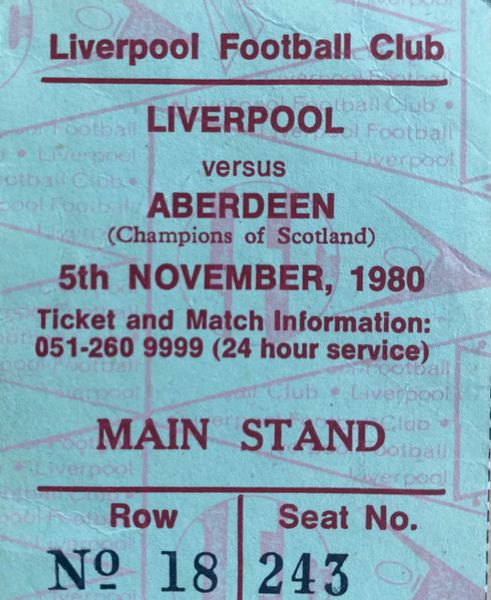 Liverpool Football Club
LIVERPOOL
versus
ABERDEEN
(Champions of Scotland)
5th NOVEMBER, 1980
Ticket and Match Information:
051-260 9999 (24 hour service)
MAIN STAND
Row Seat No.
Nº 18 243